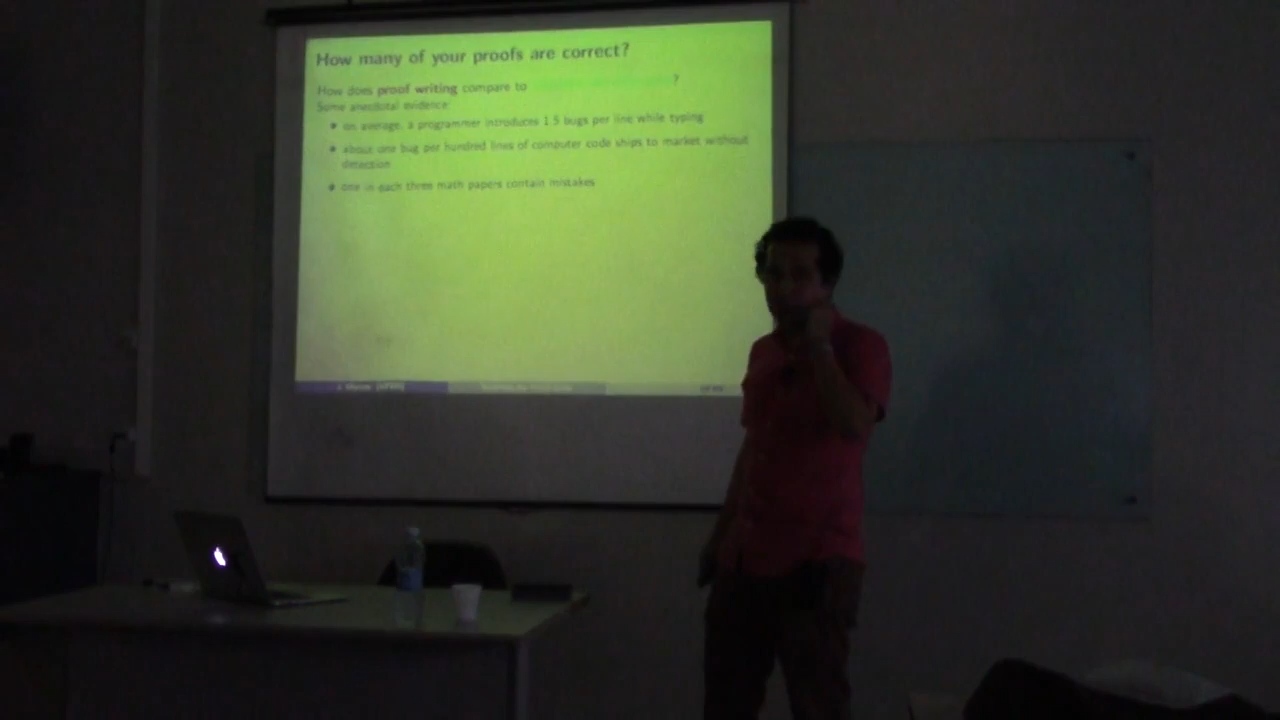 How many of your proofs are correct?
How does proof writing compare to ?
Some anecdotal evidence:
on average, a programmer introduces 1.5 bugs per line while typing
about one bug per hundred lines of computer code ships to market without
detection
one in each three math papers contain mistakes